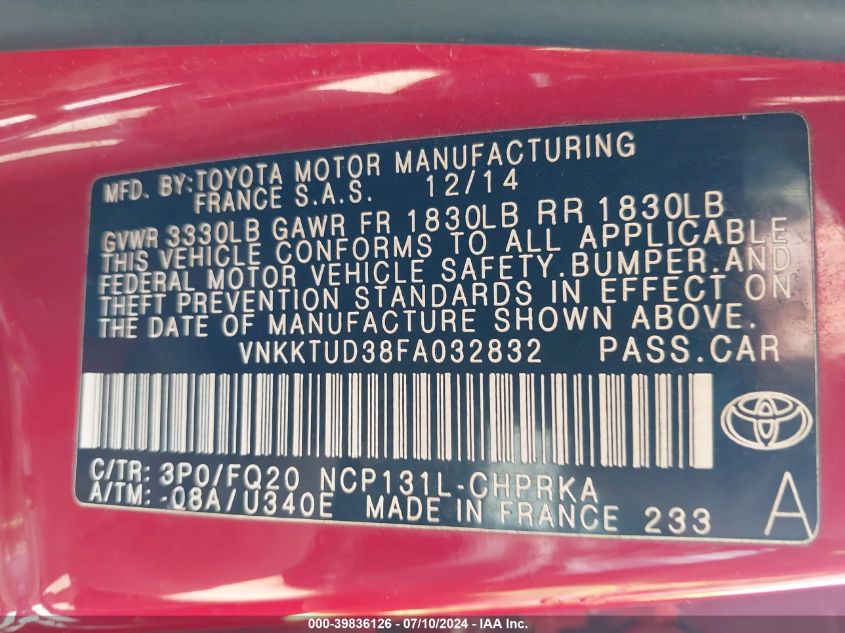 MFD. BY:TOYOTA MOTOR MANUFACTURING
FRANCE S.A.S. 12/14
GVWR 3330LB GAWR FR 1830LB RR 1830LB
THIS VEHICLE CONFORMS TO ALL APPLICABLE
FEDERAL MOTOR VEHICLE SAFETY.BUMPER.AND
THEFT PREVENTION STANDARDS IN EFFECT ON
THE DATE OF MANUFACTURE SHOWN ABOVE.
VNKKTUD38FA032832 PASS.CAR
C/TR: 3P0/FQ20 NCP131L-CHPRKA
A/TM: -08A/U340E MADE IN FRANCE 233 A
000-39836126 - 07/10/2024 - IAA Inc.